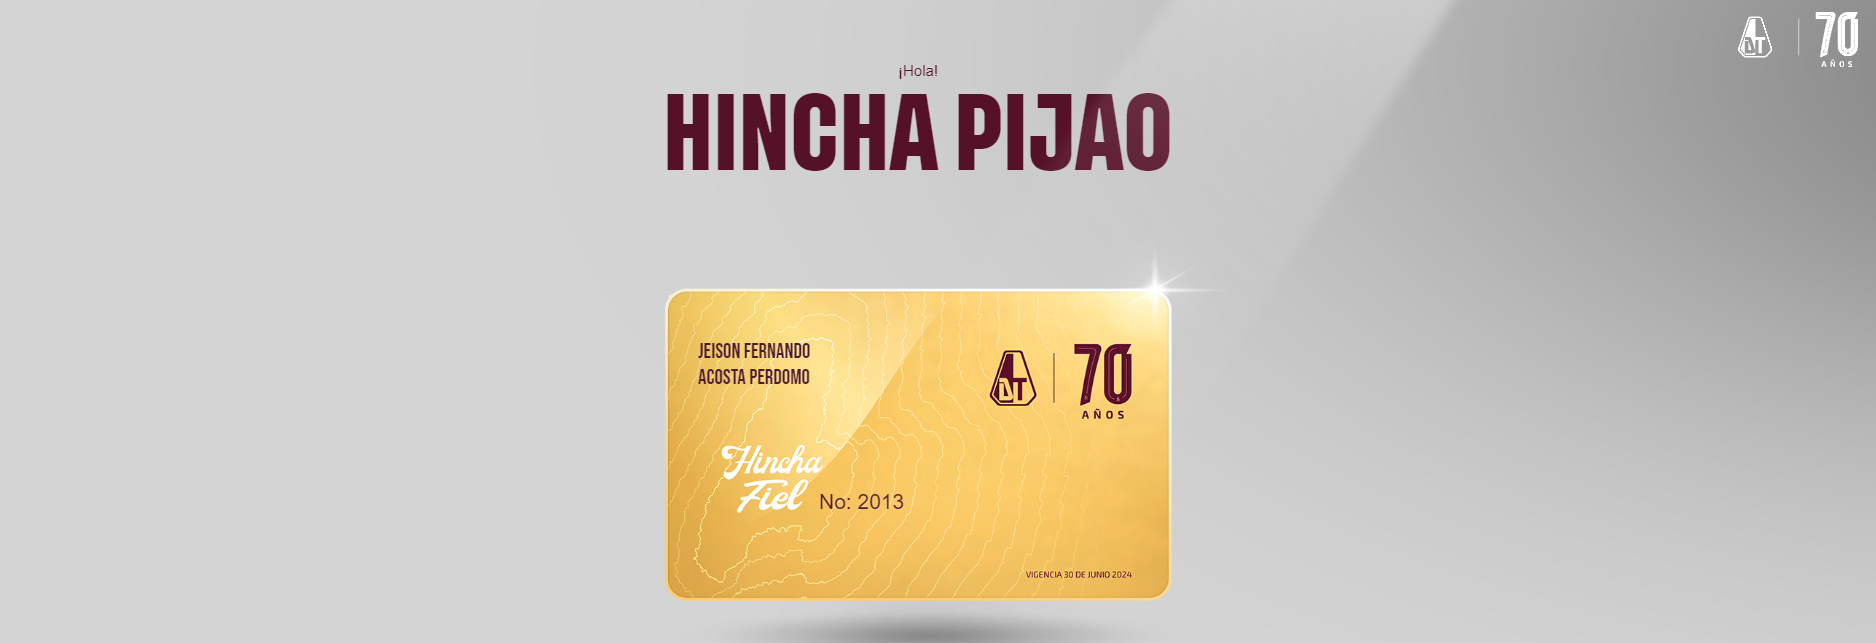 70
AÑOS
¡Hola!
HINCHA PIJAO
JEISON FERNANDO
ACOSTA PERDOMO
DT
70
AÑOS
Hincha
Fiel No: 2013
VIGENCIA 30 DE JUNIO 2024